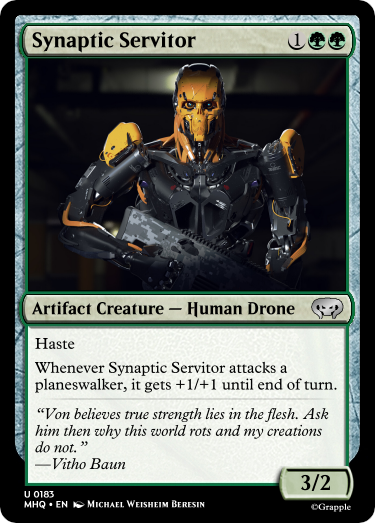 Synaptic Servitor 1
Artifact Creature — Human Drone
Haste
Whenever Synaptic Servitor attacks a
planeswalker, it gets +1/+1 until end of turn.
“Von believes true strength lies in the flesh. Ask
him then why this world rots and my creations
do not.”
—Vitho Baun
3/2
U 0183
MHQ • EN Michael Weisheim Beresin
©Grapple